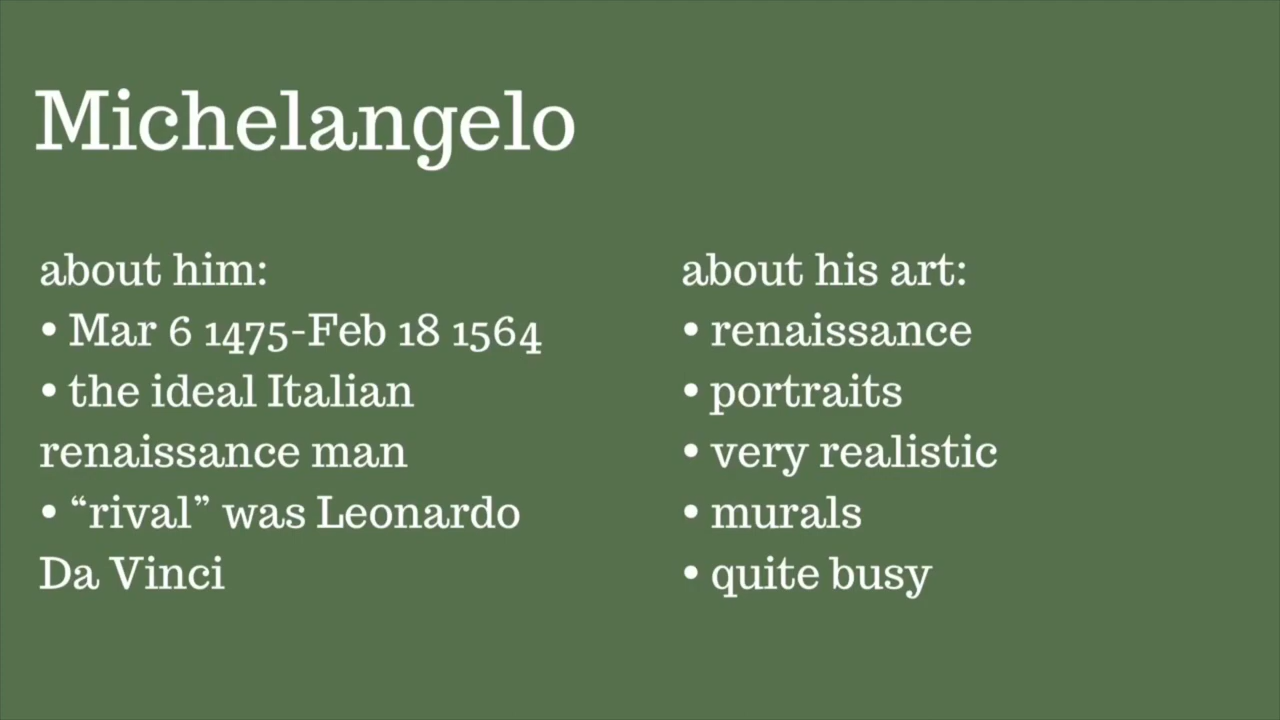 Michelangelo
about him:
• Mar 6 1475-Feb 18 1564
• the ideal Italian
renaissance man
• “rival” was Leonardo
Da Vinci
about his art:
• renaissance
• portraits
• very realistic
• murals
• quite busy